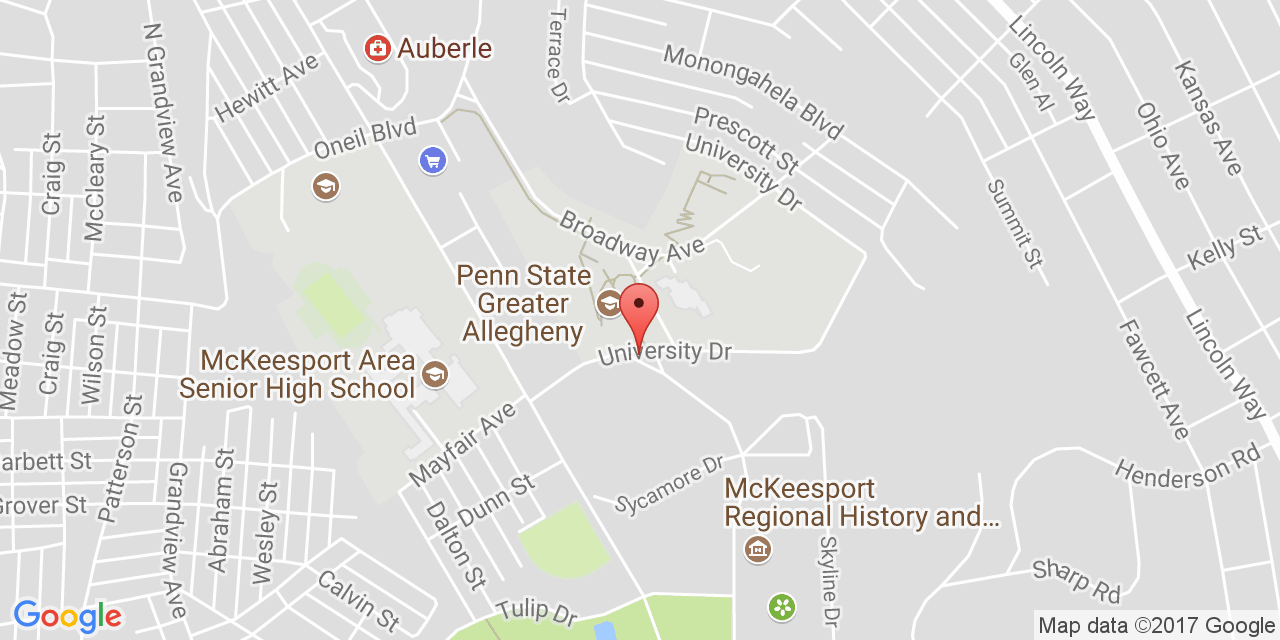 Auberle
Terrace Dr
N Grandview Ave
Hewitt Ave
Oneil Blvd
Monongahela Blvd
Prescott St
University Dr
Lincoln Way
Glen Al
Kansas Ave
Ohio Ave
Craig St
McCleary St
Summit St
Kelly St
Broadway Ave
Penn State
Greater
Allegheny
University Dr
McKeesport Area
Senior High School
Meadow St
Craig St
Wilson St
Patterson St
Fawcett Ave
Lincoln Way
Mayfair Ave
Henderson Rd
arbett St
Grover St
Grandview Ave
Abraham St
Wesley St
Dunn St
Dalton St
Sycamore Dr
McKeesport
Regional History and...
Skyline Dr
Sharp Rd
Calvin St
Tulip Dr
Google
Map data ©2017 Google